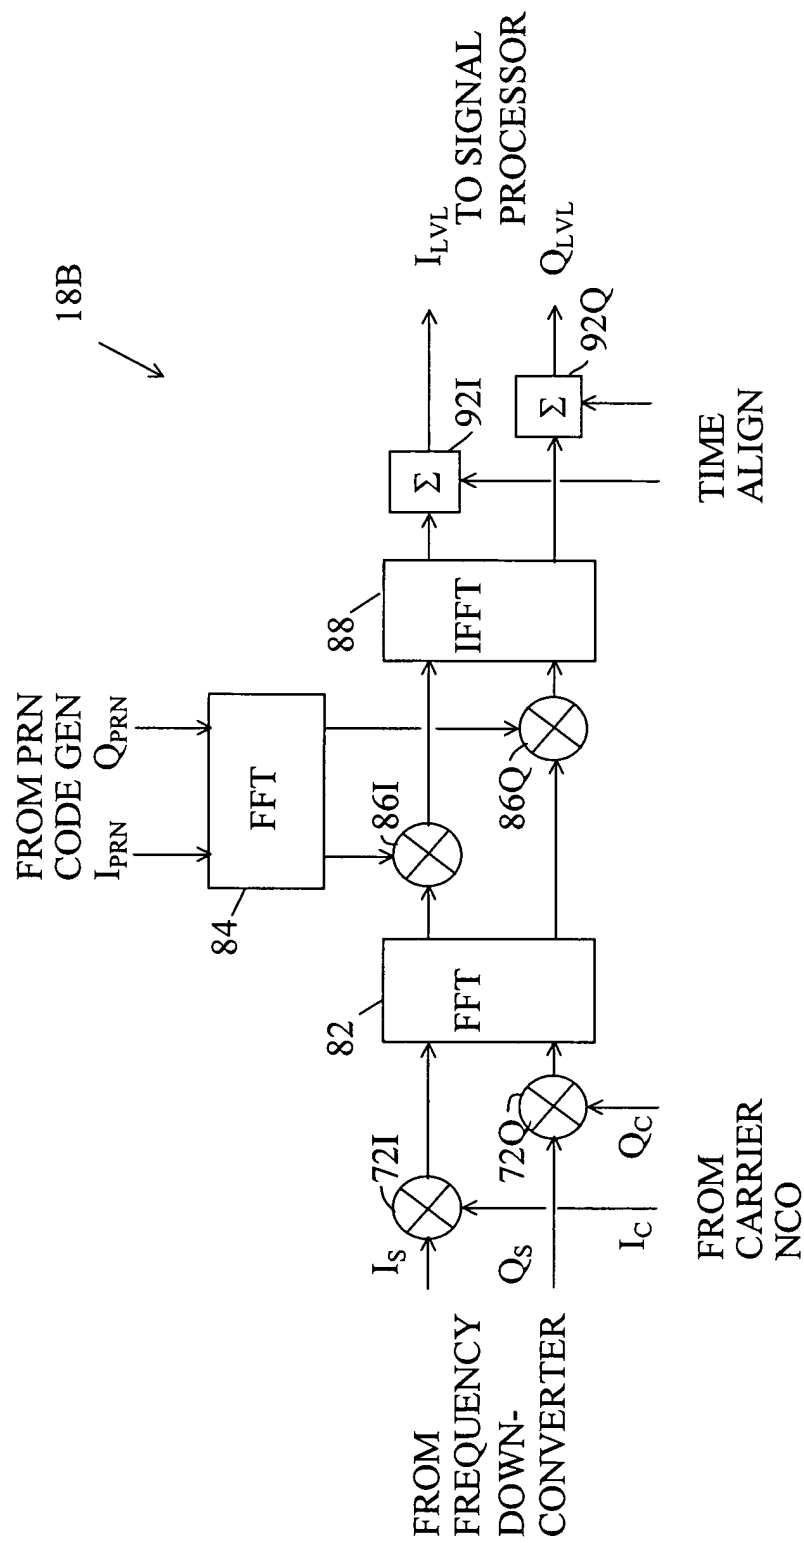 18B
FROM PRN
CODE GEN
I_PRN Q_PRN
84
FFT
FROM
FREQUENCY
DOWN-
CONVERTER
I_S
72I
Q_S
72Q
I_C
Q_C
FROM
CARRIER
NCO
82
FFT
86I
86Q
88
IFFT
Σ
92I
Σ
92Q
TIME
ALIGN
I_LVL
Q_LVL
TO SIGNAL
PROCESSOR